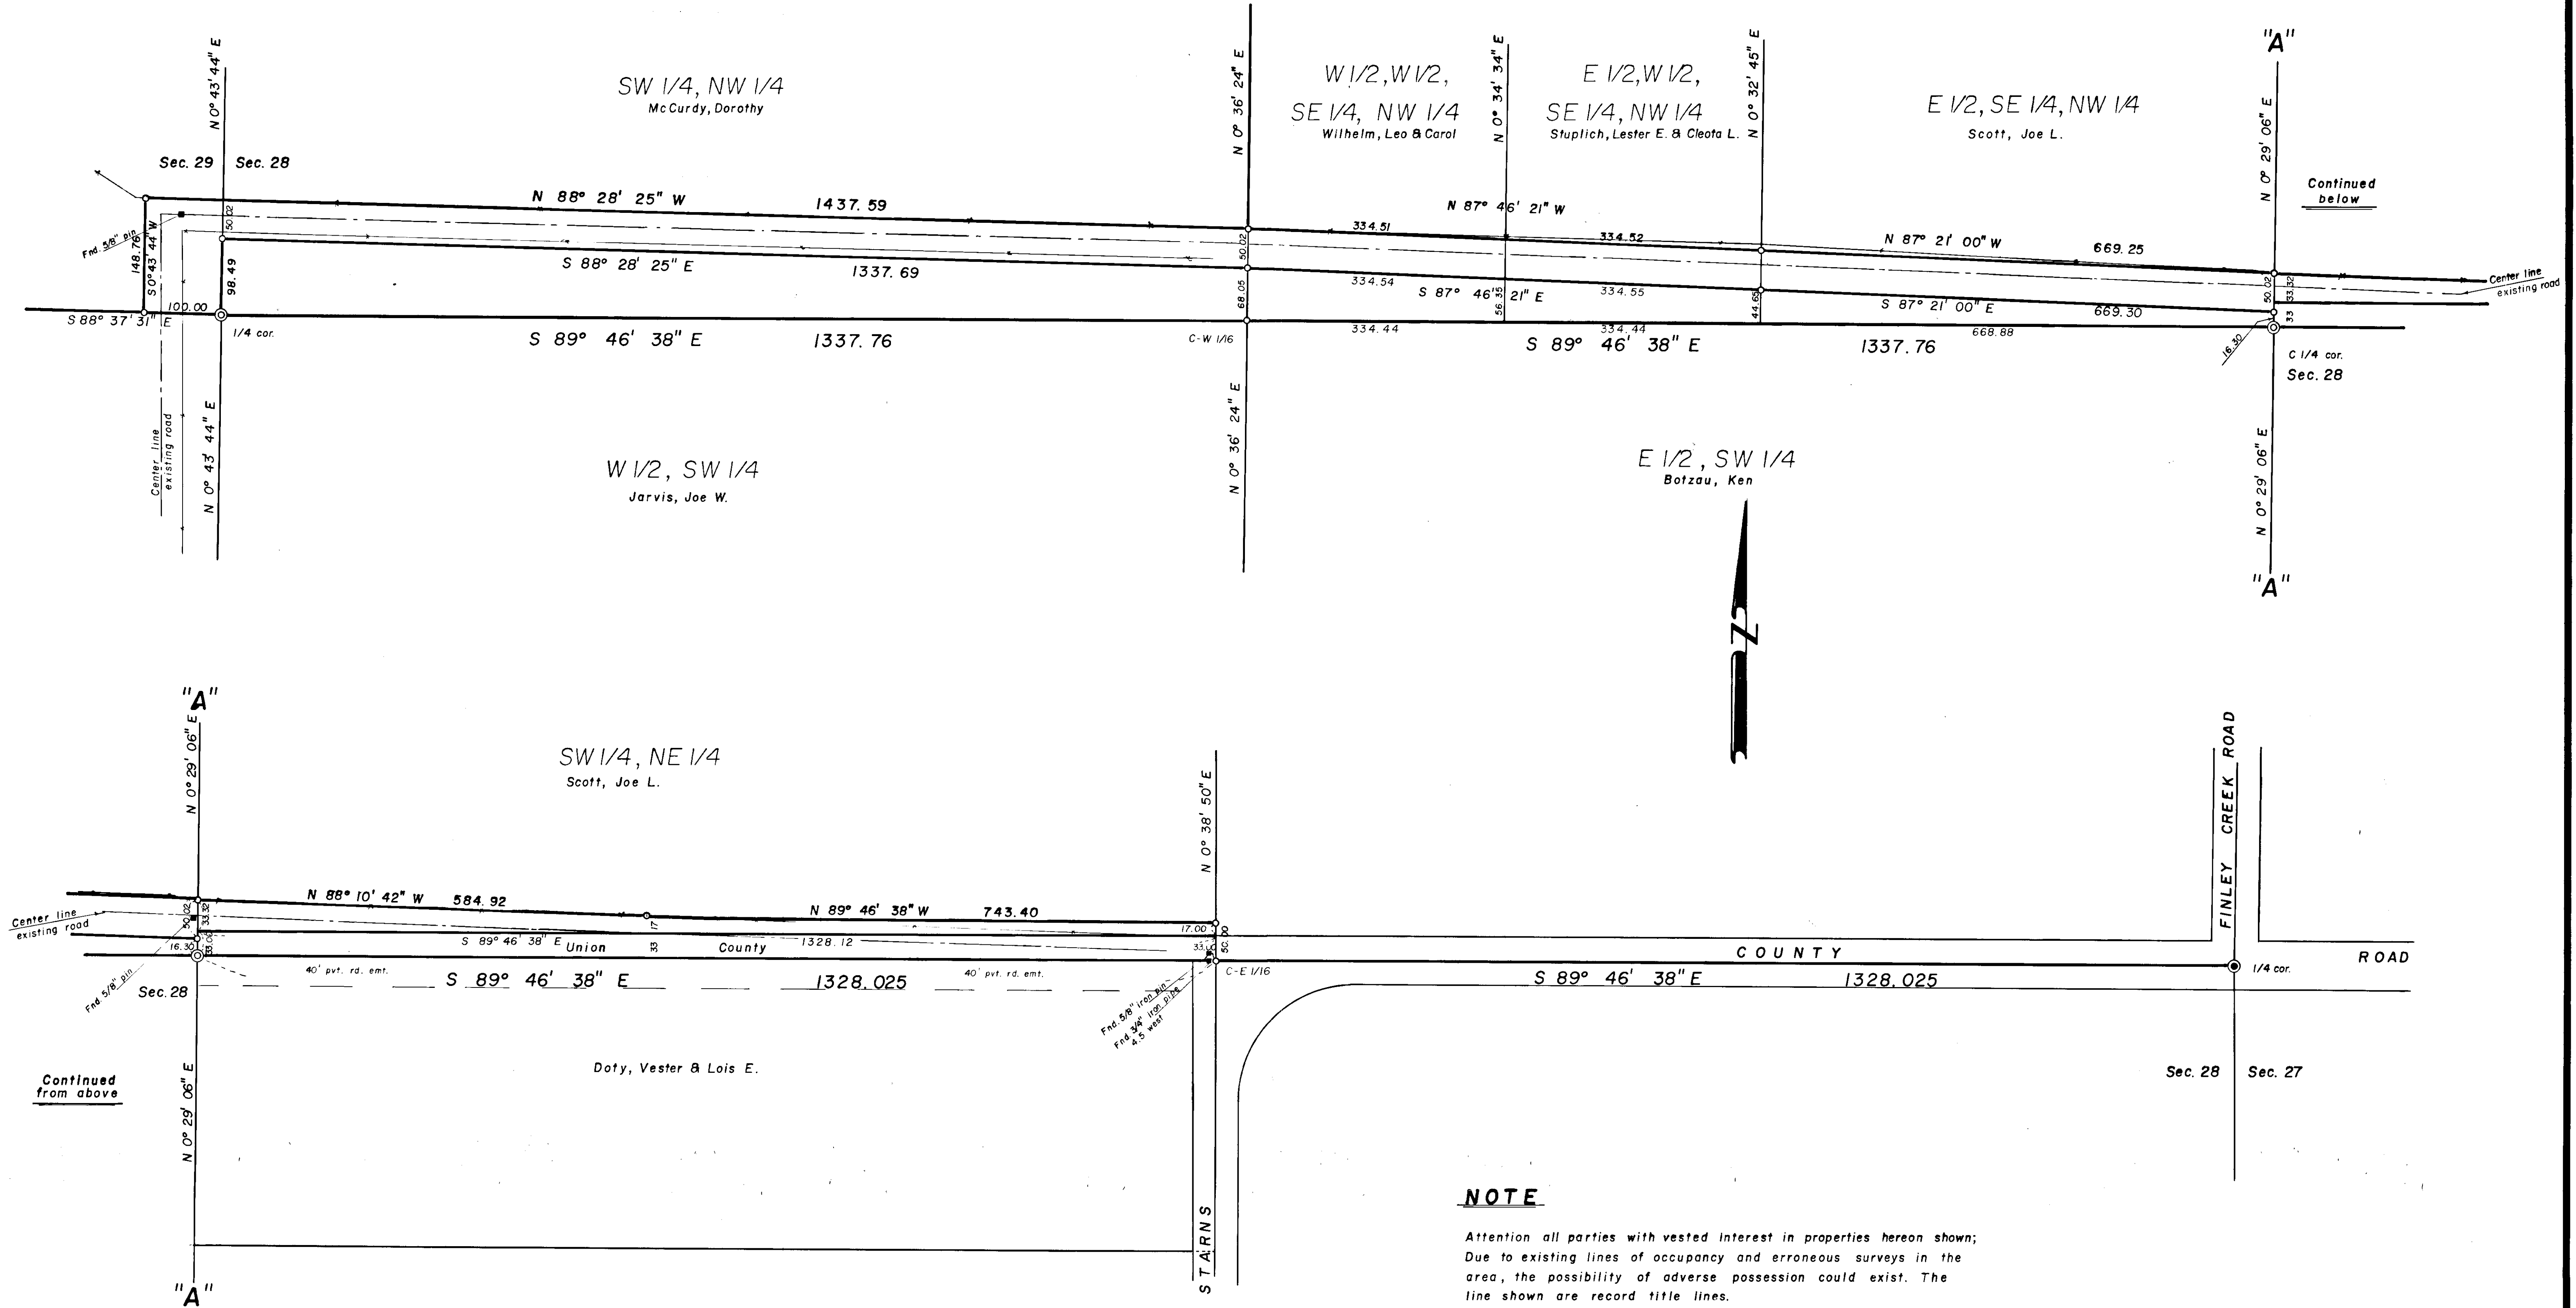 "A"
N 0° 43' 44" E
SW 1/4, NW 1/4
McCurdy, Dorothy
N 0° 36' 24" E
W 1/2, W 1/2,
SE 1/4, NW 1/4
Wilhelm, Leo & Carol
N 0° 34' 34" E
E 1/2, W 1/2,
SE 1/4, NW 1/4
Stuplich, Lester E. & Cleota L.
N 0° 32' 45" E
E 1/2, SE 1/4, NW 1/4
Scott, Joe L.
N 0° 29' 06" E
Sec. 29
Sec. 28
Continued
below
N 88° 28' 25" W 1437.59
N 87° 46' 21" W
334.51
334.52
N 87° 21' 00" W 669.25
Fnd. 5/8" pin
148.76
S 0° 43' 44" W
50.02
98.49
S 88° 28' 25" E 1337.69
50.02
68.05
334.54
S 87° 46' 21" E
56.35
334.55
44.65
S 87° 21' 00" E 669.30
50.02
33.32
33
Center line
existing road
100.00
S 88° 37' 31" E
1/4 cor.
S 89° 46' 38" E 1337.76
C-W 1/16
334.44
334.44
S 89° 46' 38" E 1337.76
668.88
16.30
C 1/4 cor.
Sec. 28
Center line
existing road
N 0° 43' 44" E
W 1/2, SW 1/4
Jarvis, Joe W.
N 0° 36' 24" E
E 1/2, SW 1/4
Botzau, Ken
N 0° 29' 06" E
"A"
N
"A"
N 0° 29' 06" E
SW 1/4, NE 1/4
Scott, Joe L.
N 0° 38' 50" E
FINLEY CREEK ROAD
N 88° 10' 42" W 584.92
N 89° 46' 38" W 743.40
Center line
existing road
50.02
33.32
17
17.00
16.30
33.00
S 89° 46' 38" E 1328.12
Union County
33
33.00
50.00
COUNTY
ROAD
40' pvt. rd. emt.
40' pvt. rd. emt.
S 89° 46' 38" E 1328.025
C-E 1/16
S 89° 46' 38" E 1328.025
1/4 cor.
Fnd. 5/8" pin
Sec. 28
Fnd. 5/8" iron pin
Fnd. 3/4" iron pipe
4.5 west
Doty, Vester & Lois E.
Continued
from above
N 0° 29' 06" E
Sec. 28
Sec. 27
STARNS
"A"
NOTE
Attention all parties with vested interest in properties hereon shown;
Due to existing lines of occupancy and erroneous surveys in the
area, the possibility of adverse possession could exist. The
line shown are record title lines.